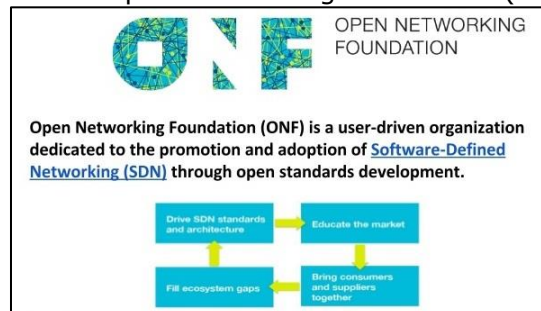 ONF
OPEN NETWORKING
FOUNDATION
Open Networking Foundation (ONF) is a user-driven organization
dedicated to the promotion and adoption of Software-Defined
Networking (SDN) through open standards development.
Drive SDN standards
and architecture
Educate the market
Fill ecosystem gaps
Bring consumers
and suppliers
together